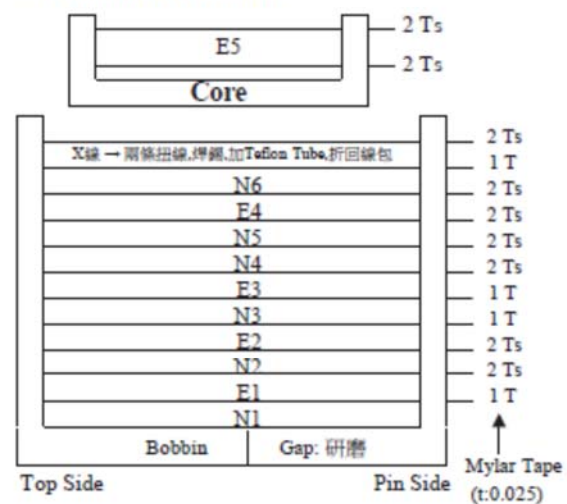 2 Ts
E5
2 Ts
Core
2 Ts
X線 → 兩條扭線,焊錫,加Teflon Tube,折回線包
1 T
N6
2 Ts
E4
2 Ts
N5
2 Ts
N4
2 Ts
E3
1 T
N3
1 T
E2
2 Ts
N2
2 Ts
E1
1 T
N1
Bobbin
Gap: 研磨
Top Side
Pin Side
Mylar Tape
(t:0.025)